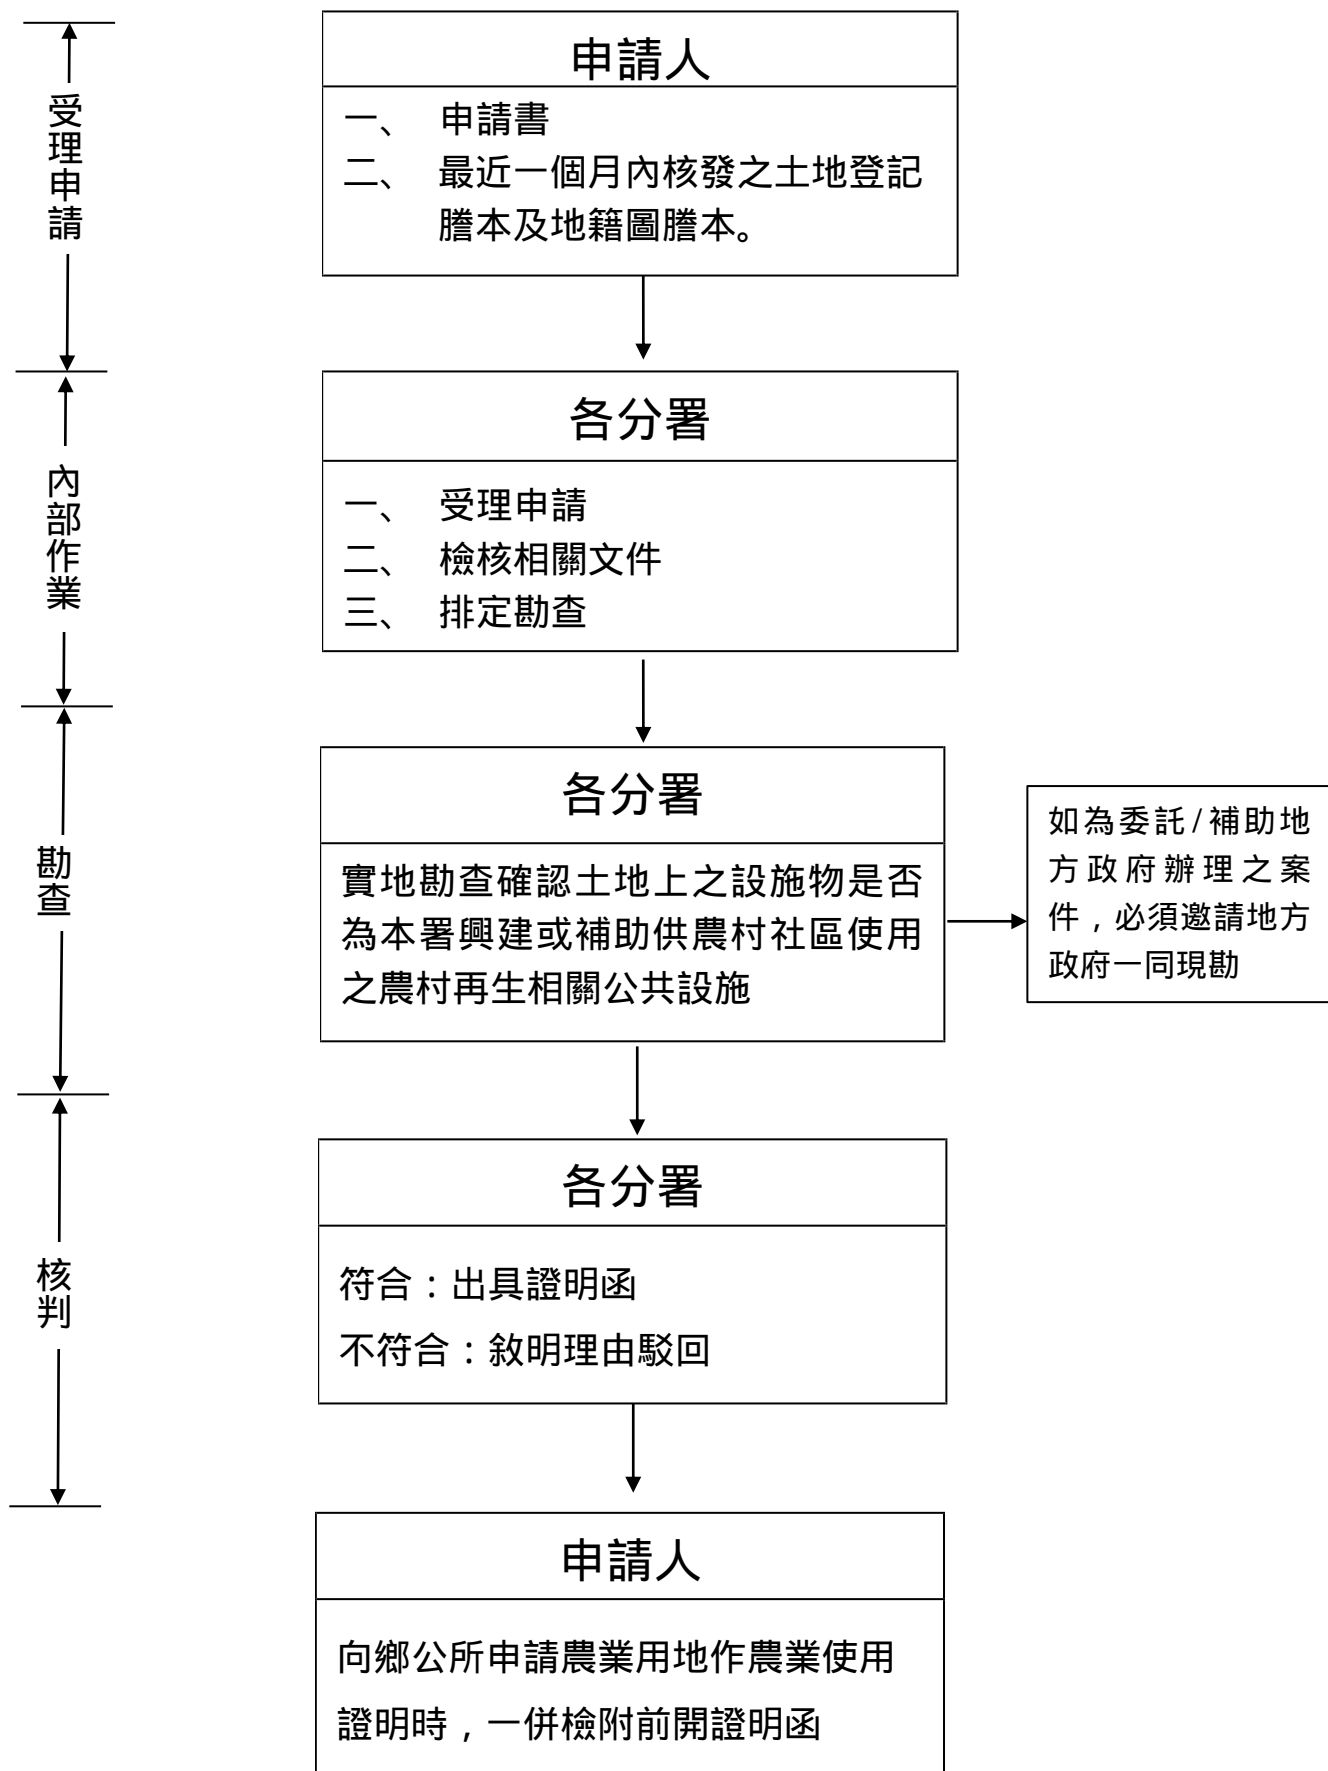 受理申請
申請人
一、 申請書
二、 最近一個月內核發之土地登記
謄本及地籍圖謄本。
內部作業
各分署
一、 受理申請
二、 檢核相關文件
三、 排定勘查
勘查
各分署
實地勘查確認土地上之設施物是否
為本署興建或補助供農村社區使用
之農村再生相關公共設施
如為委託/補助地
方政府辦理之案
件，必須邀請地方
政府一同現勘
核判
各分署
符合：出具證明函
不符合：敘明理由駁回
申請人
向鄉公所申請農業用地作農業使用
證明時，一併檢附前開證明函